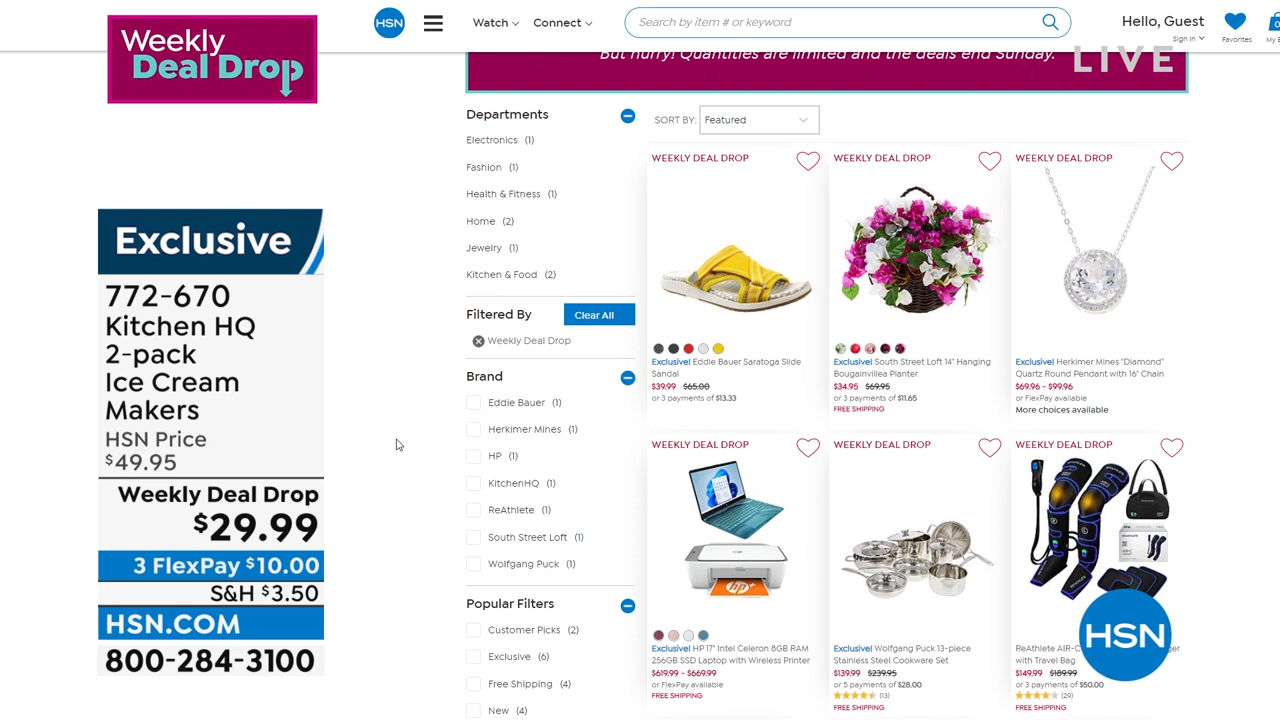 Weekly
Deal Drop
HSN
Watch
Connect
Search by item # or keyword
Hello, Guest
Sign In
Favorites
But hurry! Quantities are limited and the deals end Sunday.
LIVE
Exclusive
772-670
Kitchen HQ
2-pack
Ice Cream
Makers
HSN Price
$49.95
Weekly Deal Drop
$29.99
3 FlexPay $10.00
S&H $3.50
HSN.COM
800-284-3100
Departments
Electronics (1)
Fashion (1)
Health & Fitness (1)
Home (2)
Jewelry (1)
Kitchen & Food (2)
Filtered By
Clear All
Weekly Deal Drop
Brand
Eddie Bauer (1)
Herkimer Mines (1)
HP (1)
KitchenHQ (1)
ReAthlete (1)
South Street Loft (1)
Wolfgang Puck (1)
Popular Filters
Customer Picks (2)
Exclusive (6)
Free Shipping (4)
New (4)
SORT BY: Featured
WEEKLY DEAL DROP
Exclusive! Eddie Bauer Saratoga Slide
Sandal
$39.99 $65.00
or 3 payments of $13.33
WEEKLY DEAL DROP
Exclusive! South Street Loft 14" Hanging
Bougainvillea Planter
$34.95 $69.95
or 3 payments of $11.65
FREE SHIPPING
WEEKLY DEAL DROP
Exclusive! Herkimer Mines "Diamond"
Quartz Round Pendant with 16" Chain
$69.96 - $99.96
or FlexPay available
More choices available
WEEKLY DEAL DROP
Exclusive! HP 17" Intel Celeron 8GB RAM
256GB SSD Laptop with Wireless Printer
$619.99 - $669.99
or FlexPay available
FREE SHIPPING
WEEKLY DEAL DROP
Exclusive! Wolfgang Puck 13-piece
Stainless Steel Cookware Set
$139.99 $239.95
or 5 payments of $28.00
(13)
FREE SHIPPING
WEEKLY DEAL DROP
ReAthlete AIR-C
with Travel Bag
$149.99 $189.99
or 3 payments of $50.00
(29)
FREE SHIPPING
HSN